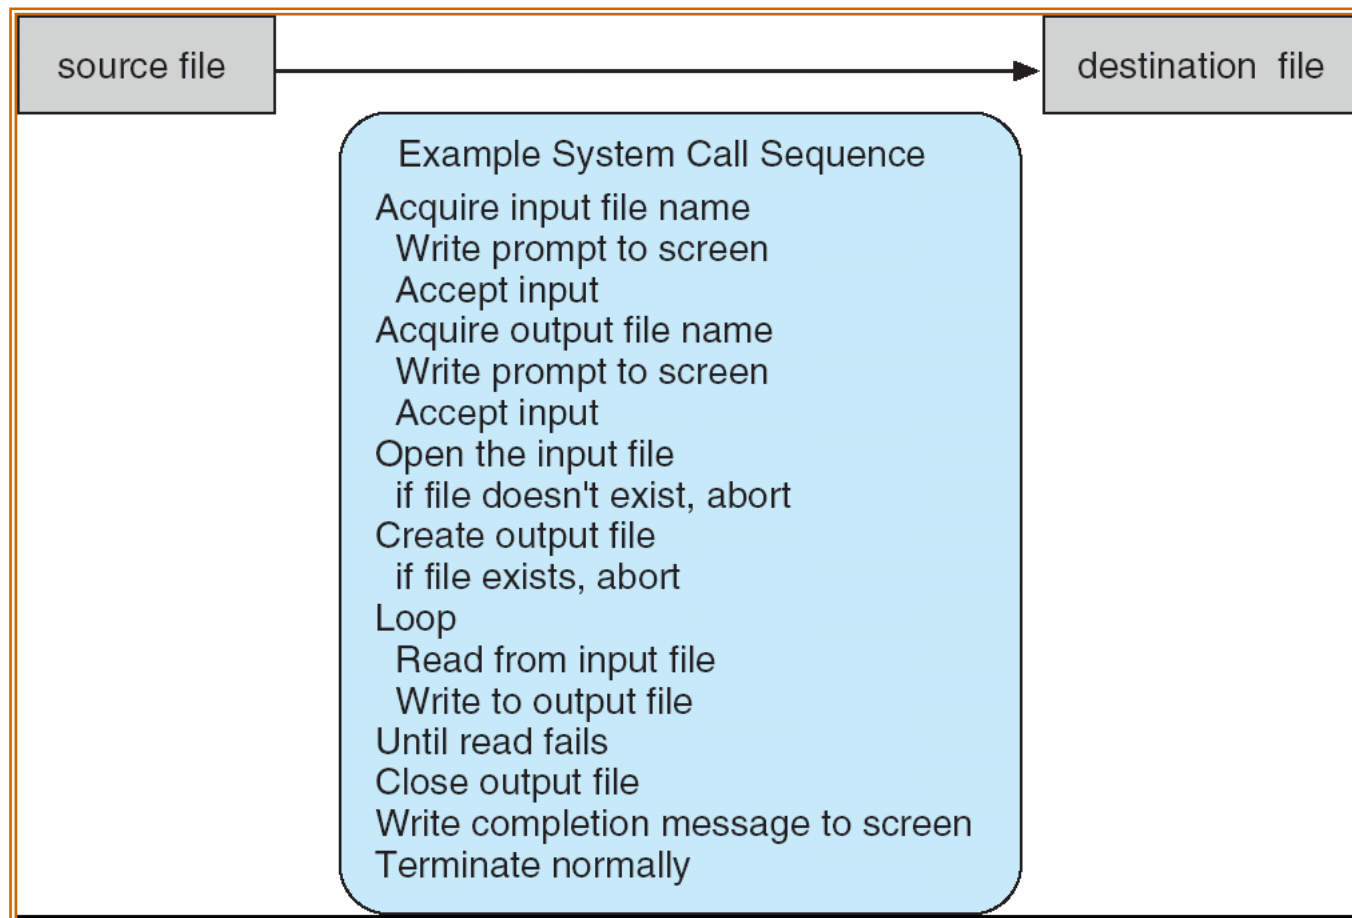 source file
destination file
Example System Call Sequence
Acquire input file name
Write prompt to screen
Accept input
Acquire output file name
Write prompt to screen
Accept input
Open the input file
if file doesn't exist, abort
Create output file
if file exists, abort
Loop
Read from input file
Write to output file
Until read fails
Close output file
Write completion message to screen
Terminate normally